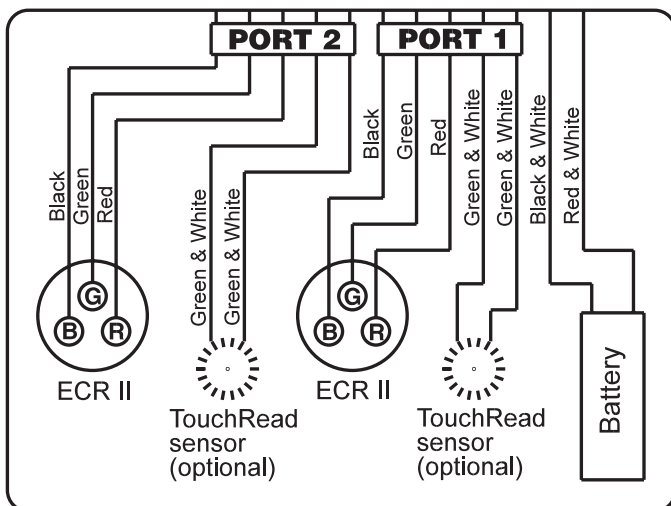 PORT 2
PORT 1
Black
Green
Red
Green & White
Green & White
Black
Green
Red
Green & White
Green & White
Black & White
Red & White
B
G
R
ECR II
TouchRead
sensor
(optional)
B
G
R
ECR II
TouchRead
sensor
(optional)
Battery